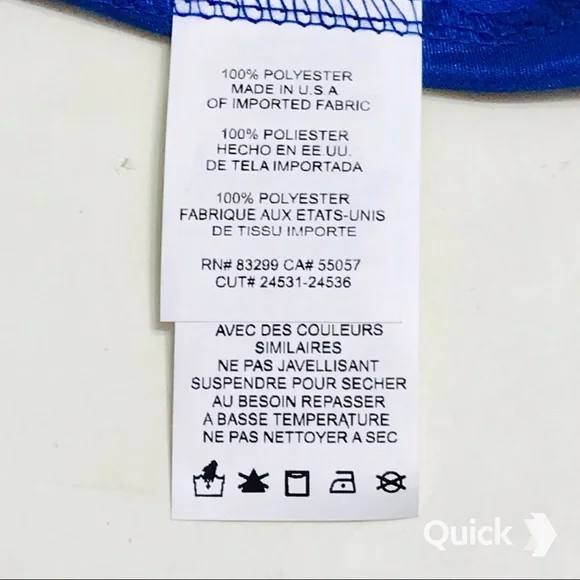 100% POLYESTER
MADE IN U.S.A
OF IMPORTED FABRIC
100% POLIESTER
HECHO EN EE.UU.
DE TELA IMPORTADA
100% POLYESTER
FABRIQUE AUX ETATS-UNIS
DE TISSU IMPORTE
RN# 83299 CA# 55057
CUT# 24531-24536
AVEC DES COULEURS
SIMILAIRES
NE PAS JAVELLISANT
SUSPENDRE POUR SECHER
AU BESOIN REPASSER
A BASSE TEMPERATURE
NE PAS NETTOYER A SEC
Quick